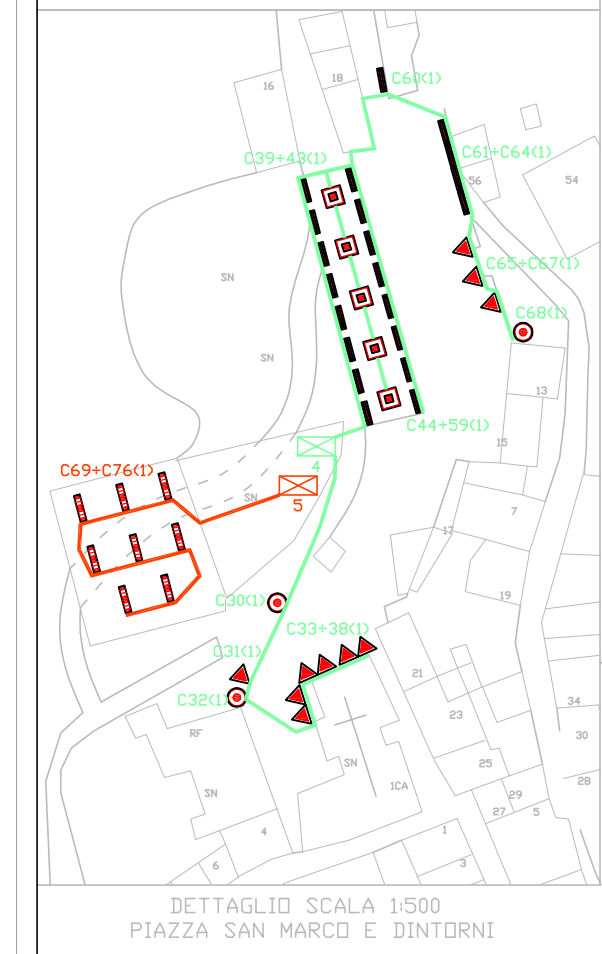 18
16
C60(1)
C39+43(1)
C61+C64(1)
56
54
SN
C65+C67(1)
C68(1)
SN
13
C44+59(1)
15
4
C69+C76(1)
SN
5
7
17
C30(1)
19
C33+38(1)
C31(1)
21
C32(1)
34
23
RF
30
SN
25
28
1CA
SN
29
27
5
4
1
6
3
DETTAGLIO SCALA 1:500
PIAZZA SAN MARCO E DINTORNI